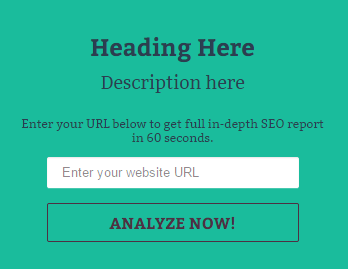 Heading Here
Description here
Enter your URL below to get full in-depth SEO report
in 60 seconds.
Enter your website URL
ANALYZE NOW!